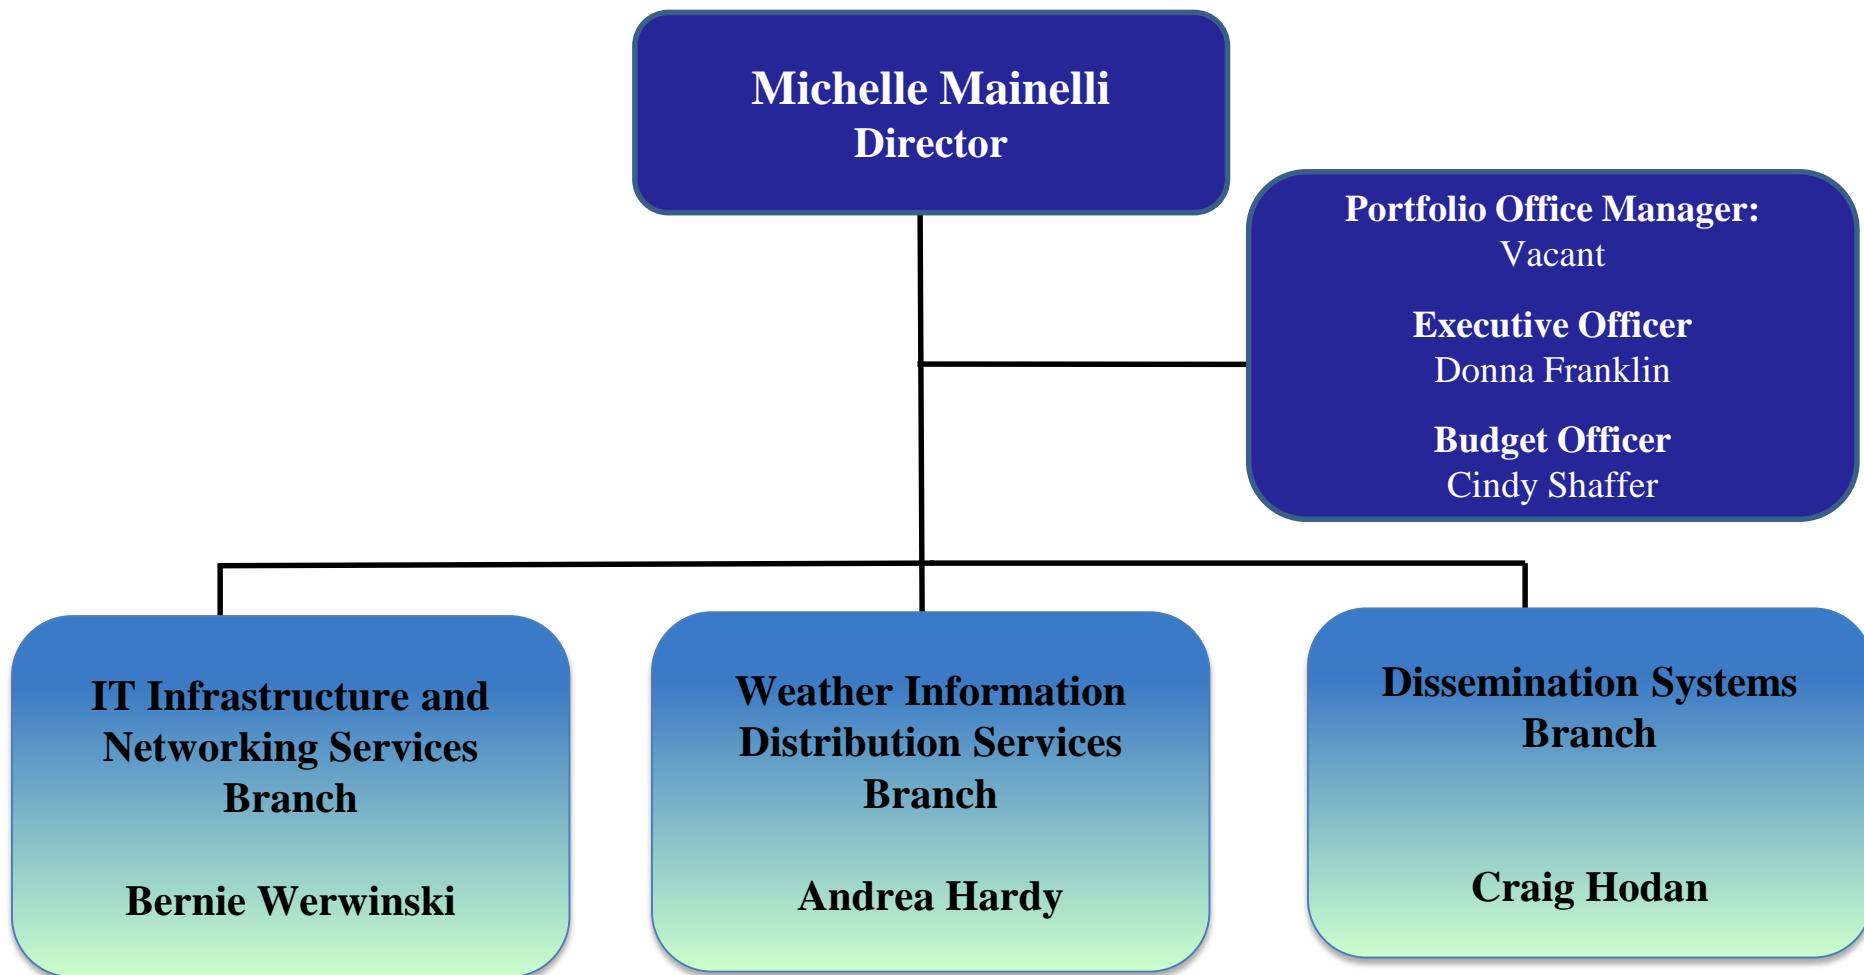 Michelle Mainelli
Director
Portfolio Office Manager:
Vacant
Executive Officer
Donna Franklin
Budget Officer
Cindy Shaffer
IT Infrastructure and
Networking Services
Branch
Bernie Werwinski
Weather Information
Distribution Services
Branch
Andrea Hardy
Dissemination Systems
Branch
Craig Hodan